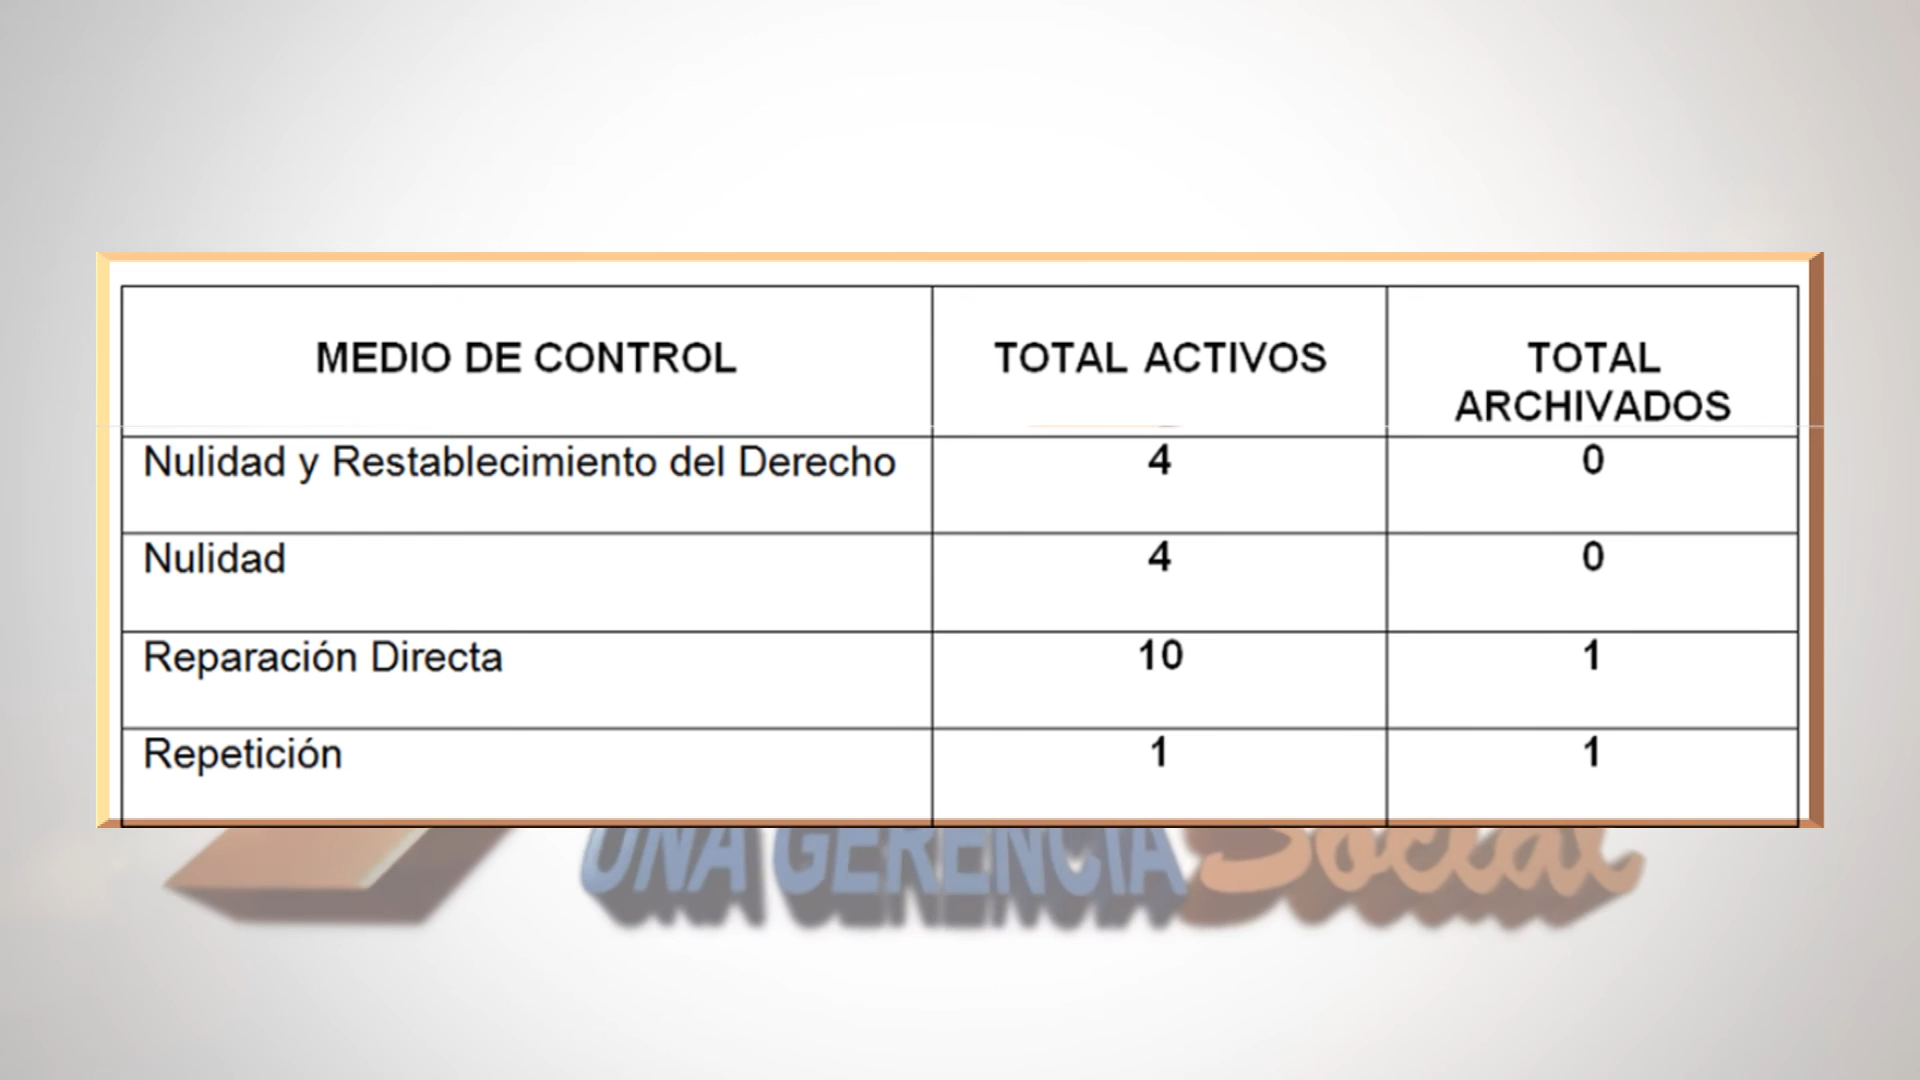 MEDIO DE CONTROL TOTAL ACTIVOS TOTAL
ARCHIVADOS
Nulidad y Restablecimiento del Derecho 4 0
Nulidad 4 0
Reparación Directa 10 1
Repetición 1 1
UNA GERENCIA Social